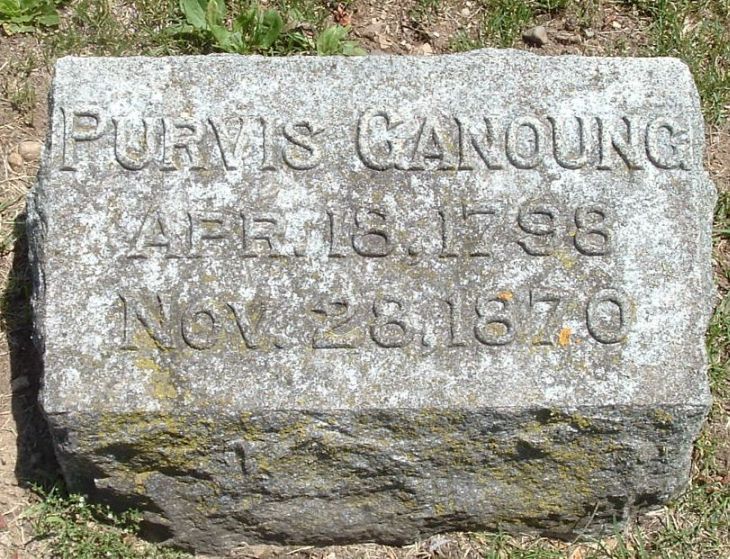 PURVIS GANOUNG
APR. 18, 1798
NOV. 28, 1870